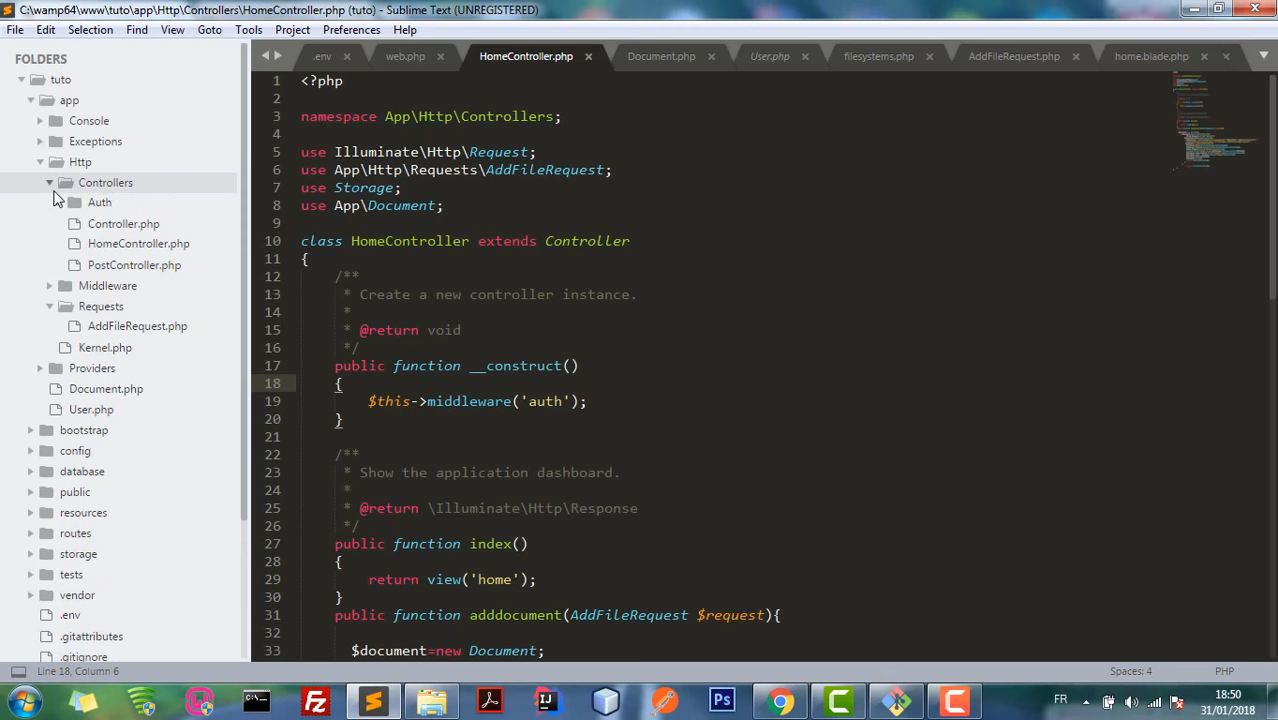 C:\wamp64\www\tuto\app\Http\Controllers\HomeController.php (tuto) - Sublime Text (UNREGISTERED)
File Edit Selection Find View Goto Tools Project Preferences Help
FOLDERS
tuto
app
Console
Exceptions
Http
Controllers
Auth
Controller.php
HomeController.php
PostController.php
Middleware
Requests
AddFileRequest.php
Kernel.php
Providers
Document.php
User.php
bootstrap
config
database
public
resources
routes
storage
tests
vendor
.env
.gitattributes
.gitignore
.env web.php HomeController.php Document.php User.php filesystems.php AddFileRequest.php home.blade.php
1 <?php
2
3 namespace App\Http\Controllers;
4
5 use Illuminate\Http\Request;
6 use App\Http\Requests\AddFileRequest;
7 use Storage;
8 use App\Document;
9
10 class HomeController extends Controller
11 {
12 /**
13 * Create a new controller instance.
14 *
15 * @return void
16 */
17 public function __construct()
18 {
19 $this->middleware('auth');
20 }
21
22 /**
23 * Show the application dashboard.
24 *
25 * @return \Illuminate\Http\Response
26 */
27 public function index()
28 {
29 return view('home');
30 }
31 public function adddocument(AddFileRequest $request){
32
33 $document=new Document;
Line 18, Column 6 Spaces: 4 PHP
FR 18:50
31/01/2018